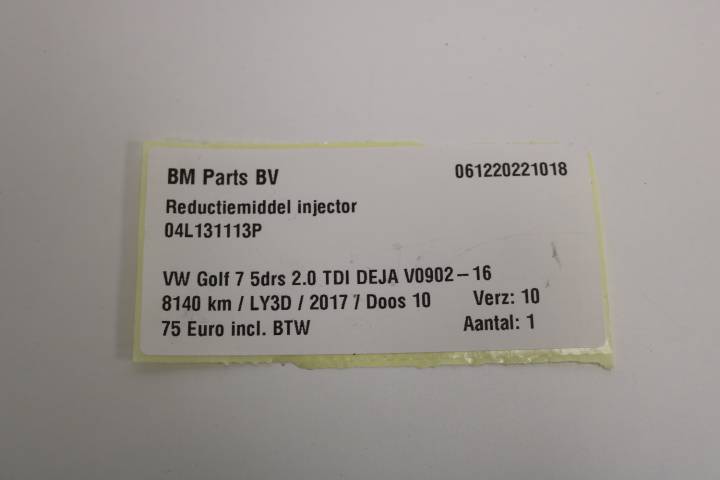 BM Parts BV 061220221018
Reductiemiddel injector
04L131113P
VW Golf 7 5drs 2.0 TDI DEJA V0902 – 16
8140 km / LY3D / 2017 / Doos 10 Verz: 10
75 Euro incl. BTW Aantal: 1